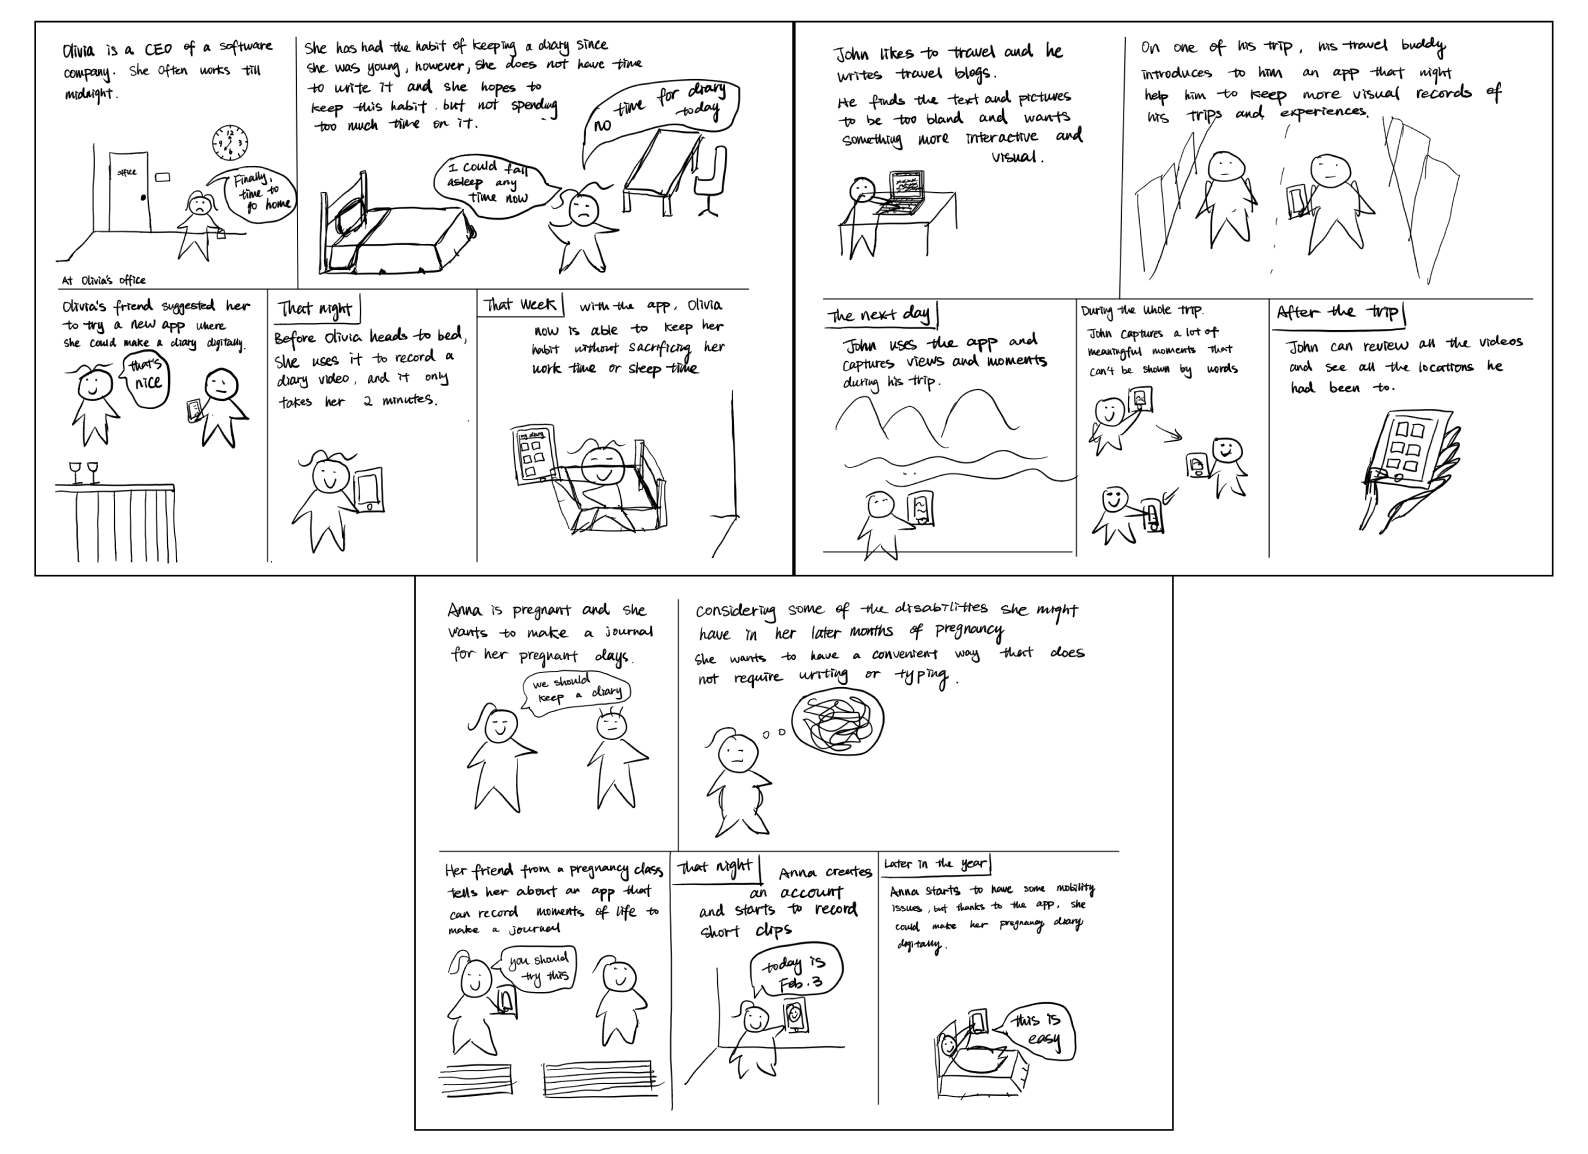 Olivia is a CEO of a software
company. She often works till
midnight.
12
3
6
9
office
Finally,
time to
go home
At Olivia's office
She has had the habit of keeping a diary since
she was young, however, she does not have time
to write it and she hopes to
keep this habit but not spending
too much time on it.
no time for diary
today
I could fall
asleep any
time now
Olivia's friend suggested her
to try a new app where
she could make a diary digitally.
that's
nice
That night
Before Olivia heads to bed,
she uses it to record a
diary video, and it only
takes her 2 minutes.
That Week
with the app, Olivia
now is able to keep her
habit without sacrificing her
work time or sleep time
my diary
John likes to travel and he
writes travel blogs.
He finds the text and pictures
to be too bland and wants
something more interactive and
visual.
On one of his trip, his travel buddy
introduces to him an app that night
help him to keep more visual records of
his trips and experiences.
The next day
John uses the app and
captures views and moments
during his trip.
During the whole trip.
John captures a lot of
meaningful moments that
can't be shown by words
After the trip
John can review all the videos
and see all the locations he
had been to.
Anna is pregnant and she
wants to make a journal
for her pregnant days.
we should
keep a diary
considering some of the disabilities she might
have in her later months of pregnancy
she wants to have a convenient way that does
not require writing or typing.
Her friend from a pregnancy class
tells her about an app that
can record moments of life to
make a journal
you should
try this
That night
Anna creates
an account
and starts to record
short clips
today is
Feb. 3
Later in the year
Anna starts to have some mobility
issues, but thanks to the app, she
could make her pregnancy diary
digitally.
this is
easy